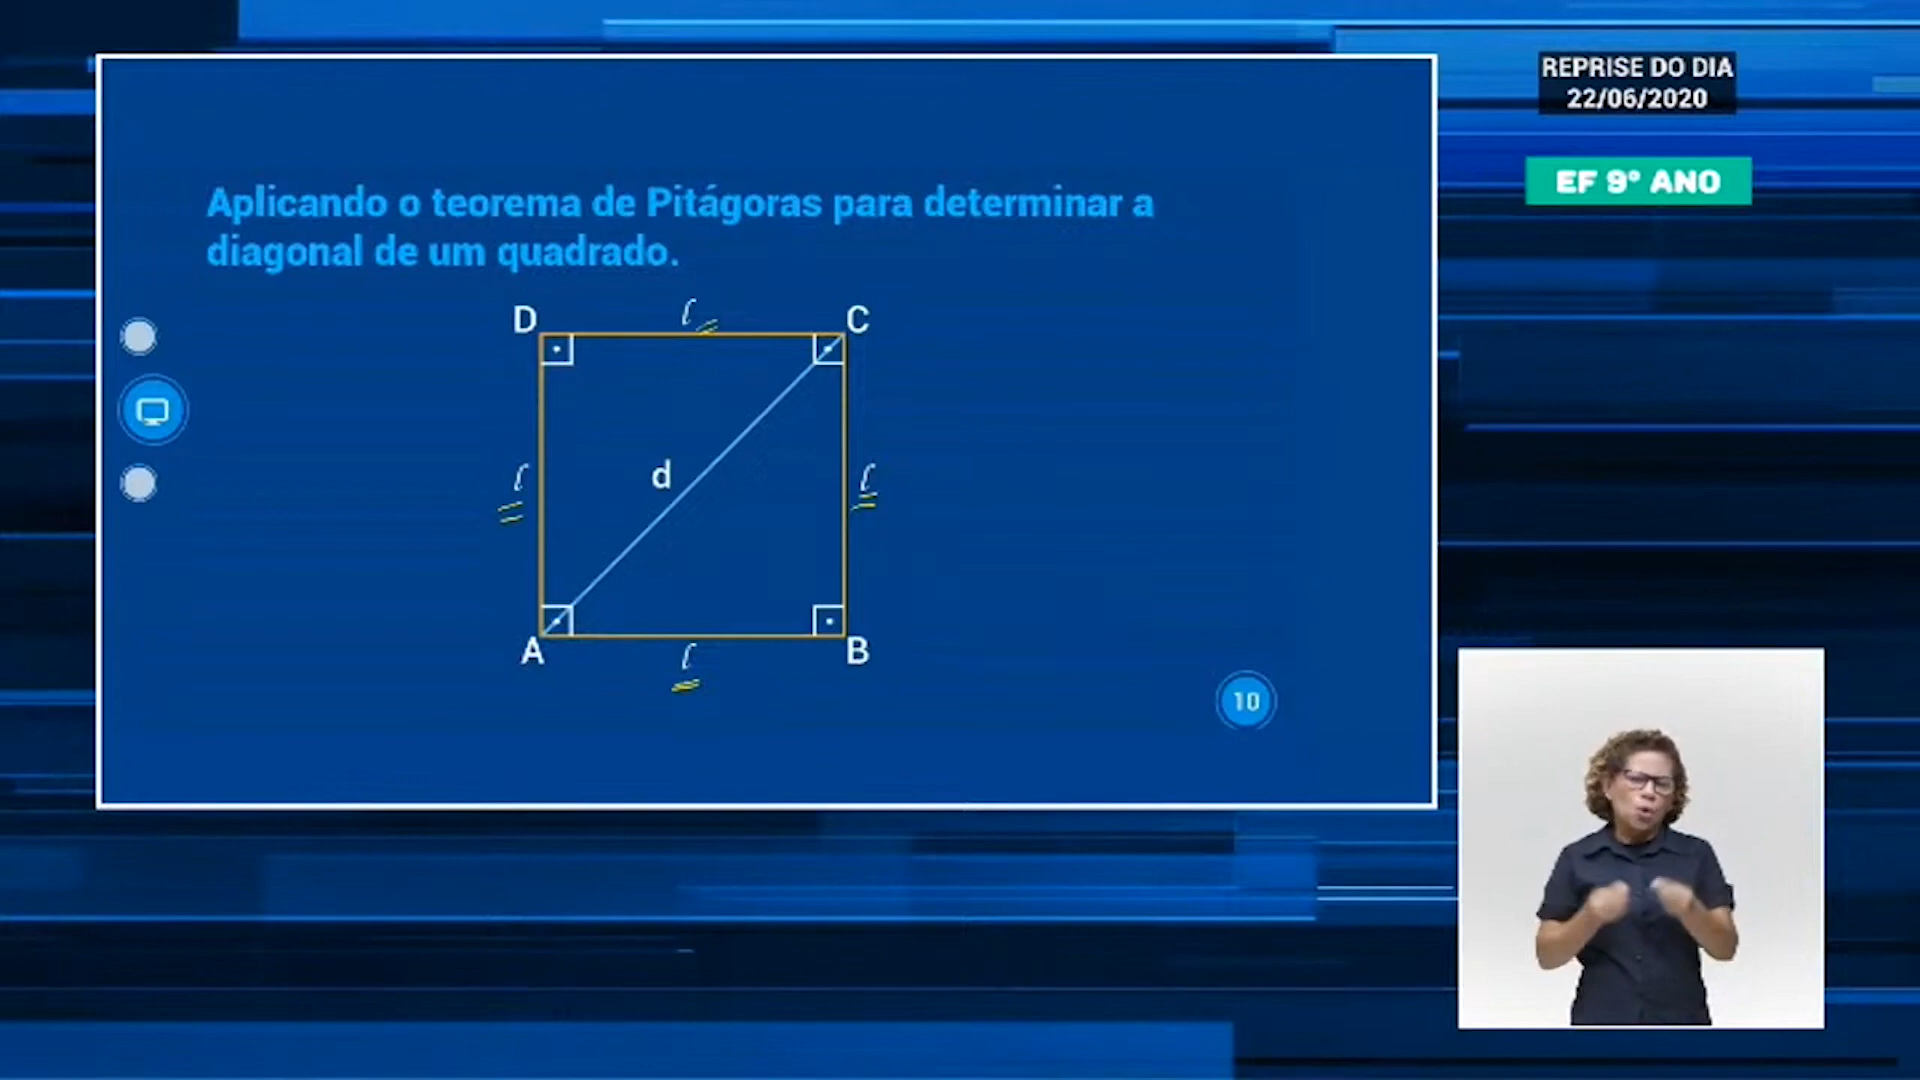 REPRISE DO DIA
22/06/2020
EF 9º ANO
Aplicando o teorema de Pitágoras para determinar a
diagonal de um quadrado.
D
ℓ
C
ℓ
d
ℓ
A
ℓ
B
10